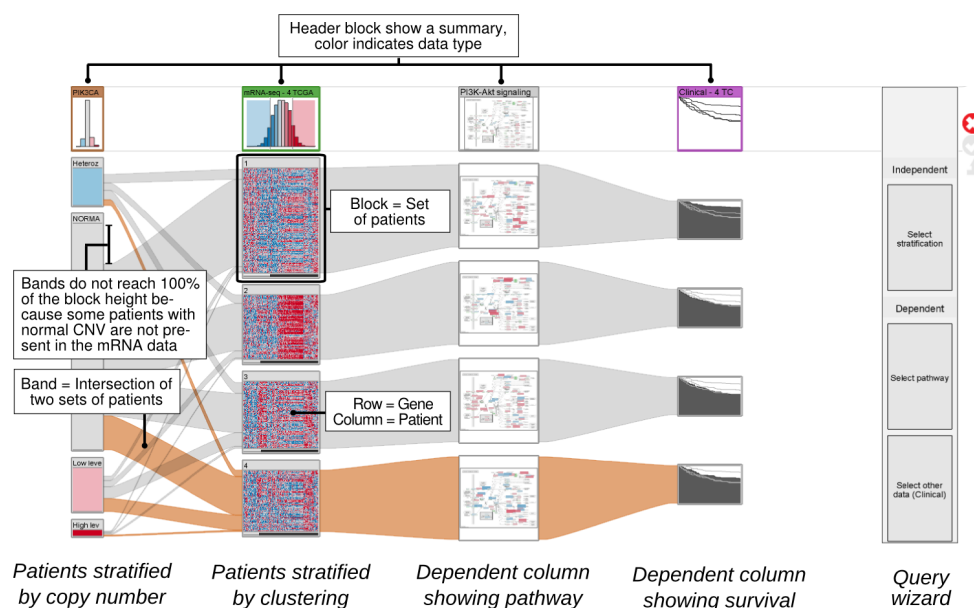 Header block show a summary,
color indicates data type
PIK3CA
mRNA-seq - 4 TCGA
PI3K-Akt signaling
Clinical - 4 TC
Heteroz
1
Independent
Block = Set
of patients
NORMA
Select
stratification
Bands do not reach 100%
of the block height be-
cause some patients with
normal CNV are not pre-
sent in the mRNA data
2
Dependent
Band = Intersection of
two sets of patients
3
Row = Gene
Column = Patient
Select pathway
Low leve
4
Select other
data (Clinical)
High lev
Patients stratified
by copy number
Patients stratified
by clustering
Dependent column
showing pathway
Dependent column
showing survival
Query
wizard